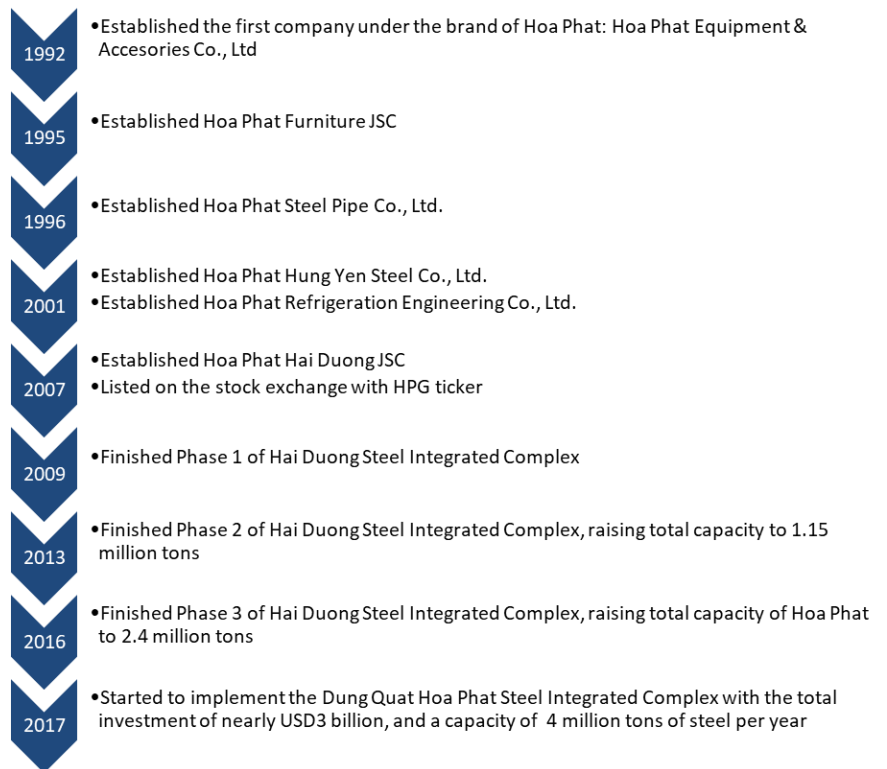 1992
•Established the first company under the brand of Hoa Phat: Hoa Phat Equipment &
Accesories Co., Ltd
1995
•Established Hoa Phat Furniture JSC
1996
•Established Hoa Phat Steel Pipe Co., Ltd.
2001
•Established Hoa Phat Hung Yen Steel Co., Ltd.
•Established Hoa Phat Refrigeration Engineering Co., Ltd.
2007
•Established Hoa Phat Hai Duong JSC
•Listed on the stock exchange with HPG ticker
2009
•Finished Phase 1 of Hai Duong Steel Integrated Complex
2013
•Finished Phase 2 of Hai Duong Steel Integrated Complex, raising total capacity to 1.15
million tons
2016
•Finished Phase 3 of Hai Duong Steel Integrated Complex, raising total capacity of Hoa Phat
to 2.4 million tons
2017
•Started to implement the Dung Quat Hoa Phat Steel Integrated Complex with the total
investment of nearly USD3 billion, and a capacity of 4 million tons of steel per year